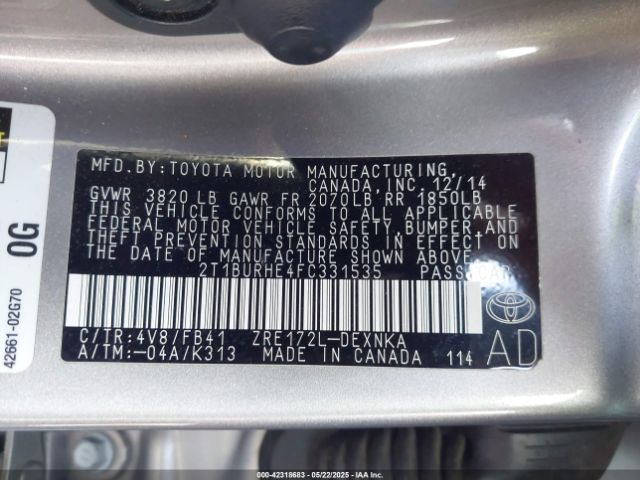 MFD. BY: TOYOTA MOTOR MANUFACTURING,
CANADA, INC. 12/14
GVWR 3820 LB GAWR FR 2070LB RR 1850LB
THIS VEHICLE CONFORMS TO ALL APPLICABLE
FEDERAL MOTOR VEHICLE SAFETY, BUMPER, AND
THEFT PREVENTION STANDARDS IN EFFECT ON
THE DATE OF MANUFACTURE SHOWN ABOVE.
2T1BURHE4FC331535 PASS. CAR
C/TR: 4V8/FB41 ZRE172L-DEXNKA
A/TM: -04A/K313 MADE IN CANADA 114
AD
TOYOTA
0G
42661-02G70
000-42318683 - 05/22/2025 - IAA Inc.